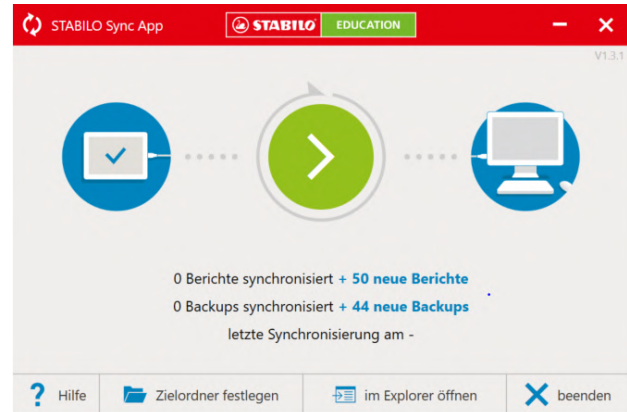 STABILO Sync App STABILO EDUCATION
V1.3.1
0 Berichte synchronisiert + 50 neue Berichte
0 Backups synchronisiert + 44 neue Backups
letzte Synchronisierung am -
? Hilfe Zielordner festlegen im Explorer öffnen beenden